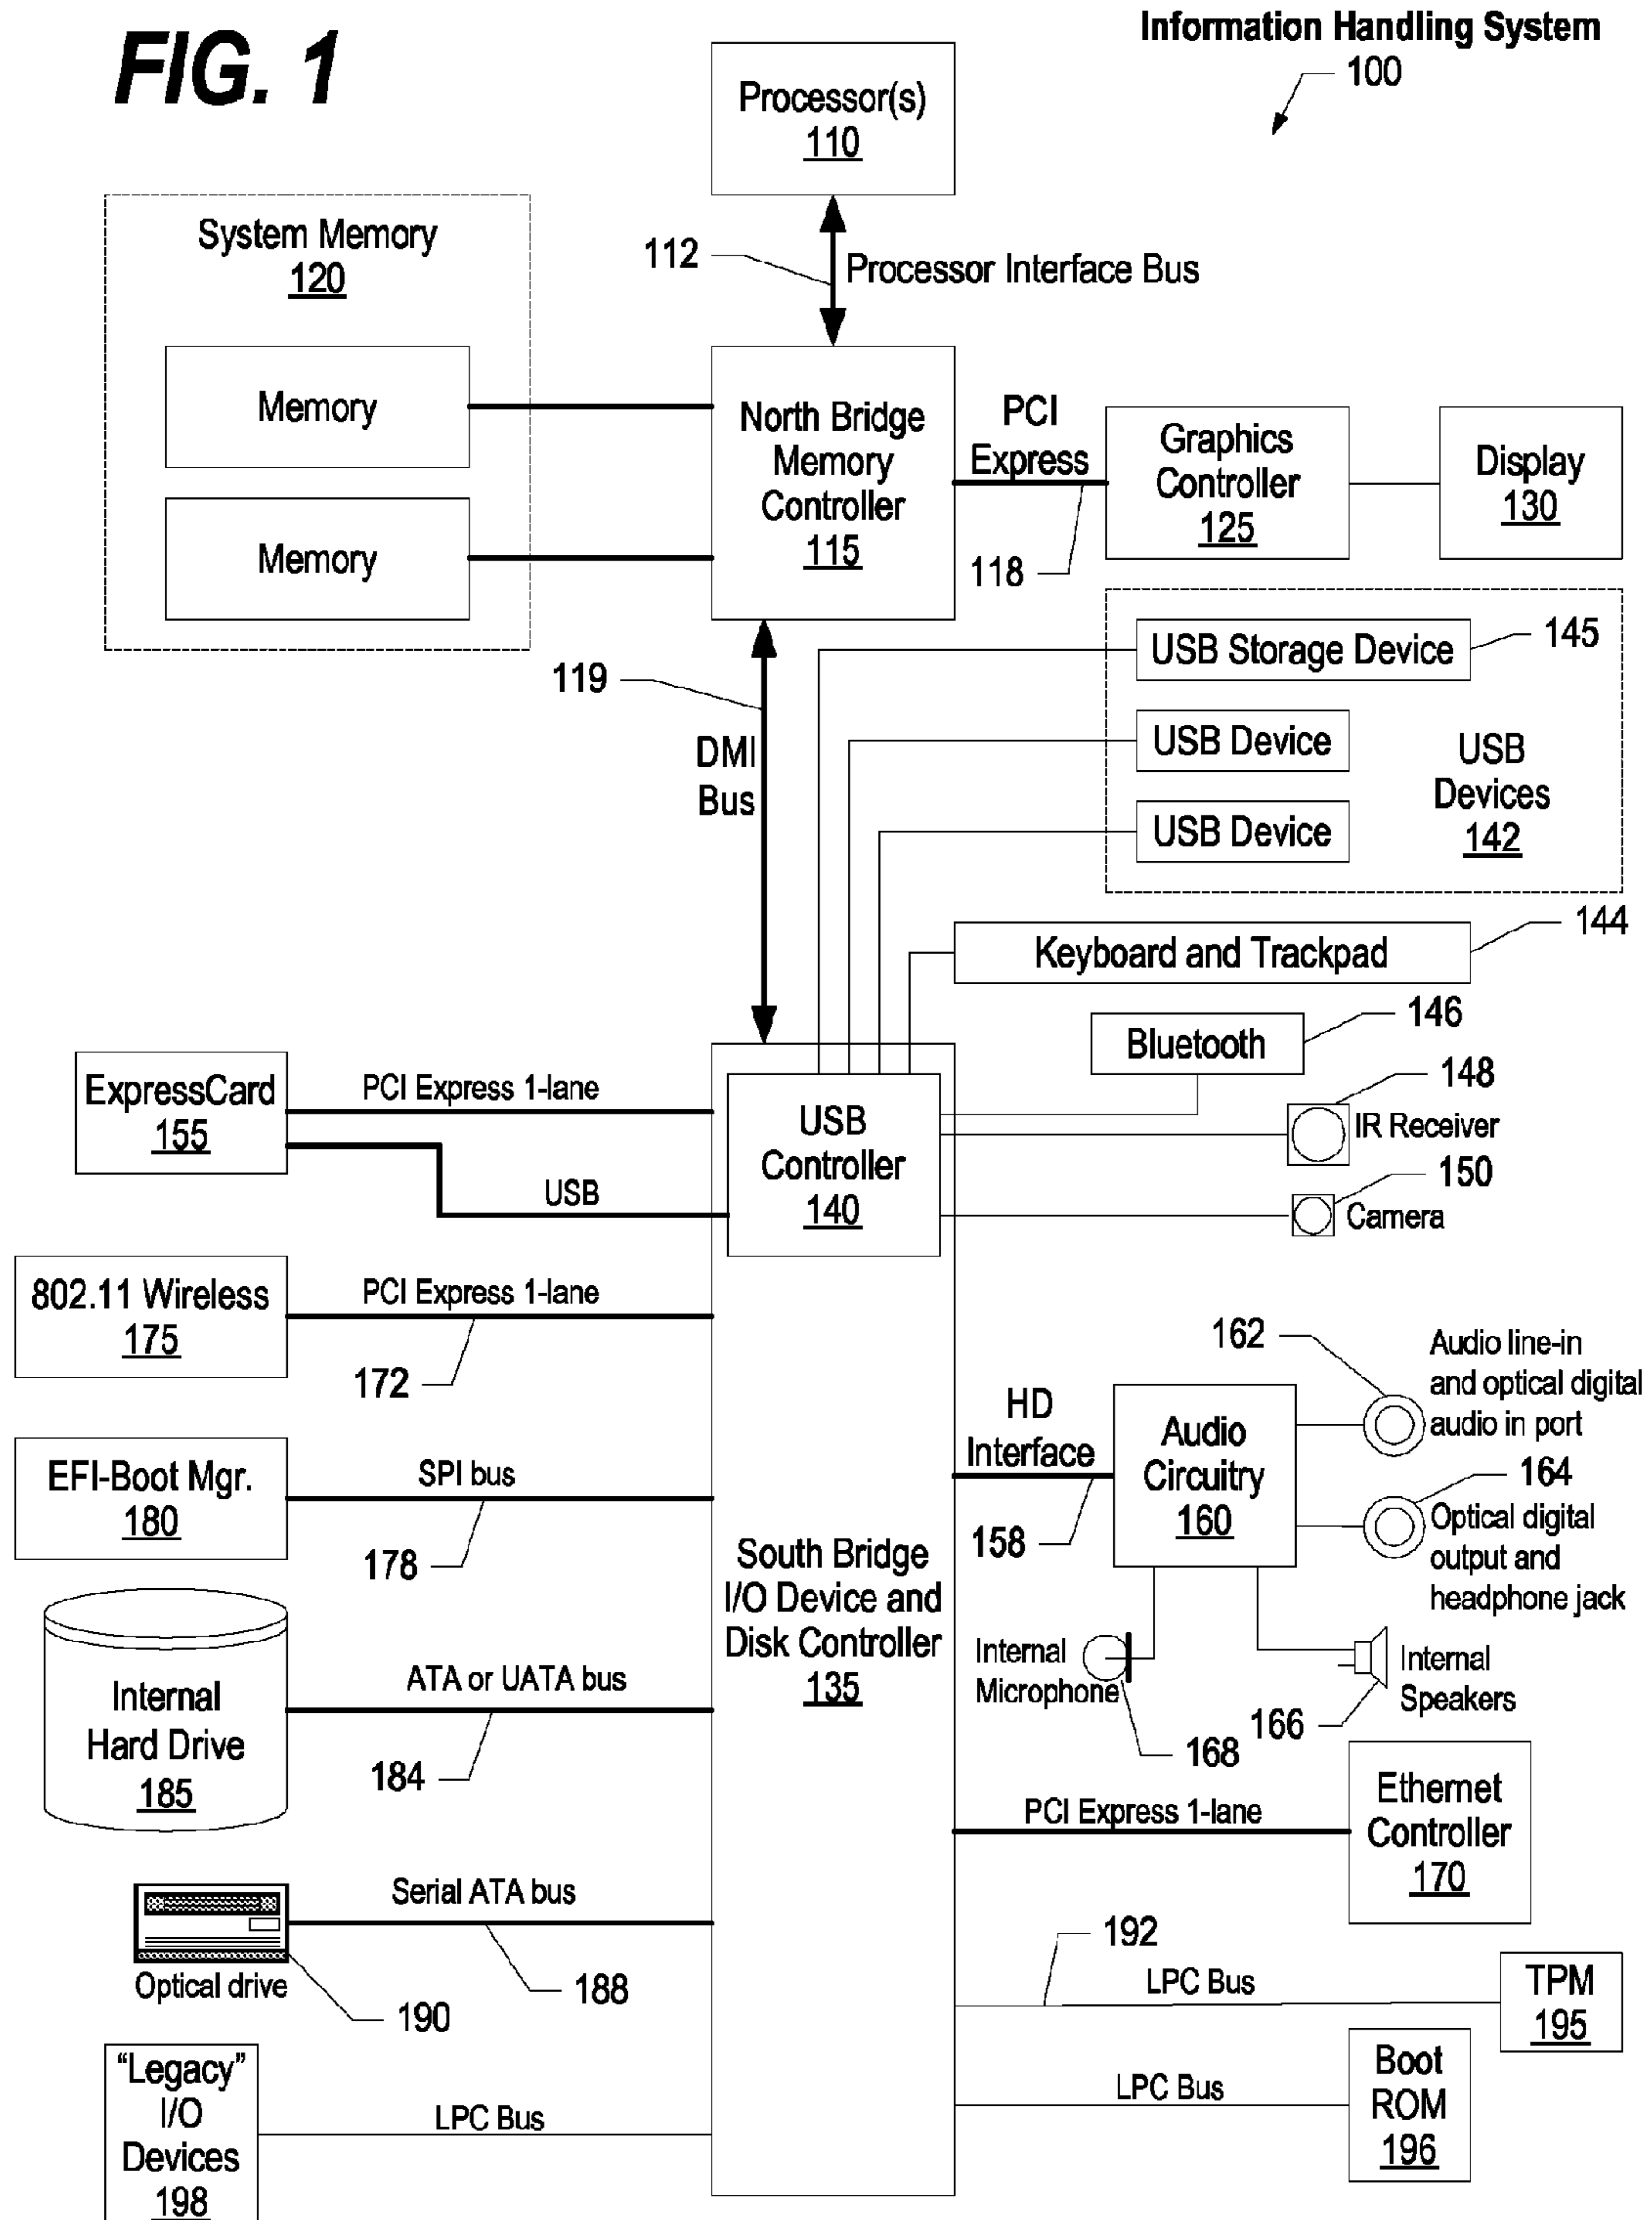 FIG. 1
Information Handling System
100
Processor(s)
110
112
Processor Interface Bus
System Memory
120
Memory
Memory
North Bridge
Memory
Controller
115
PCI
Express
118
Graphics
Controller
125
Display
130
119
DMI
Bus
USB Storage Device
145
USB Device
USB Device
USB
Devices
142
Keyboard and Trackpad
144
Bluetooth
146
148
IR Receiver
150
Camera
USB
Controller
140
ExpressCard
155
PCI Express 1-lane
USB
802.11 Wireless
175
PCI Express 1-lane
172
EFI-Boot Mgr.
180
SPI bus
178
Internal
Hard Drive
185
ATA or UATA bus
184
South Bridge
I/O Device and
Disk Controller
135
HD
Interface
158
Audio
Circuitry
160
162
Audio line-in
and optical digital
audio in port
164
Optical digital
output and
headphone jack
Internal
Microphone
168
Internal
Speakers
166
PCI Express 1-lane
Ethernet
Controller
170
Optical drive
190
Serial ATA bus
188
192
LPC Bus
TPM
195
LPC Bus
Boot
ROM
196
“Legacy”
I/O
Devices
198
LPC Bus